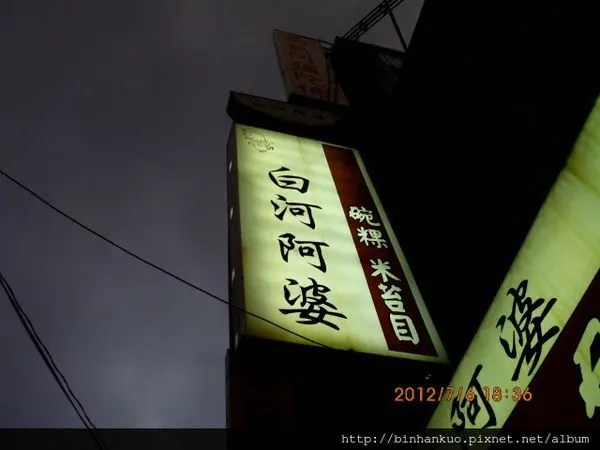 白河阿婆
碗粿 米苔目
阿婆
2012/7/6 18:36
http://binhankuo.pixnet.net/album